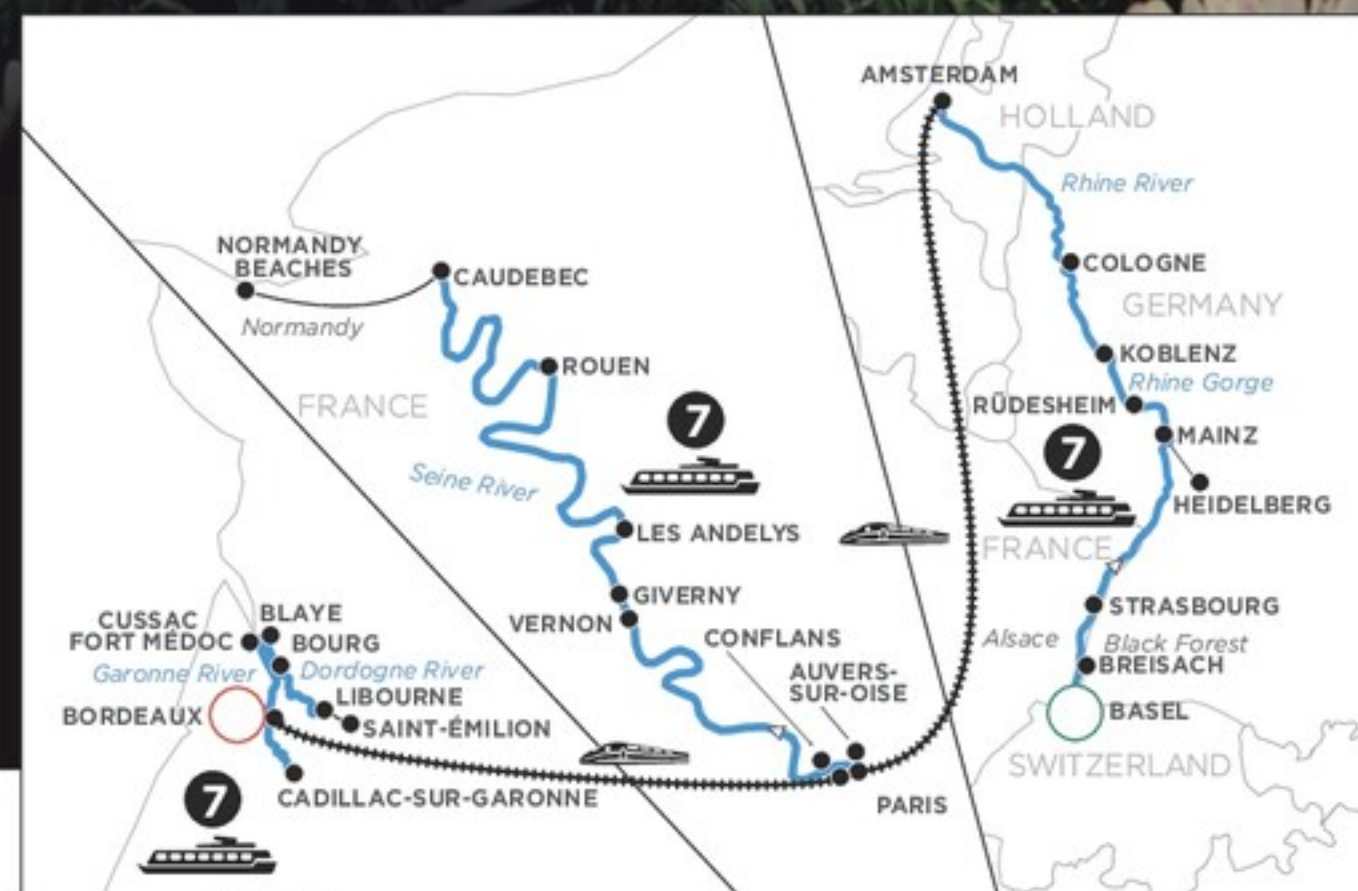 AMSTERDAM
HOLLAND
Rhine River
NORMANDY
BEACHES
CAUDEBEC
COLOGNE
Normandy
GERMANY
ROUEN
KOBLENZ
Rhine Gorge
FRANCE
RÜDESHEIM
7
7
MAINZ
Seine River
HEIDELBERG
LES ANDELYS
FRANCE
GIVERNY
STRASBOURG
VERNON
CONFLANS
Alsace
Black Forest
CUSSAC
FORT MÉDOC
BLAYE
BOURG
AUVERS-
SUR-OISE
BREISACH
Garonne River
Dordogne River
LIBOURNE
BORDEAUX
SAINT-ÉMILION
BASEL
SWITZERLAND
7
CADILLAC-SUR-GARONNE
PARIS